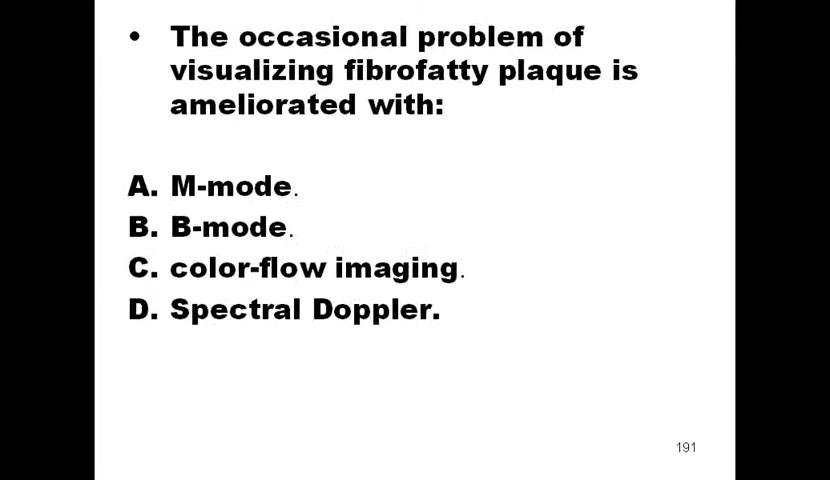 • The occasional problem of
visualizing fibrofatty plaque is
ameliorated with:
A. M-mode.
B. B-mode.
C. color-flow imaging.
D. Spectral Doppler.
191